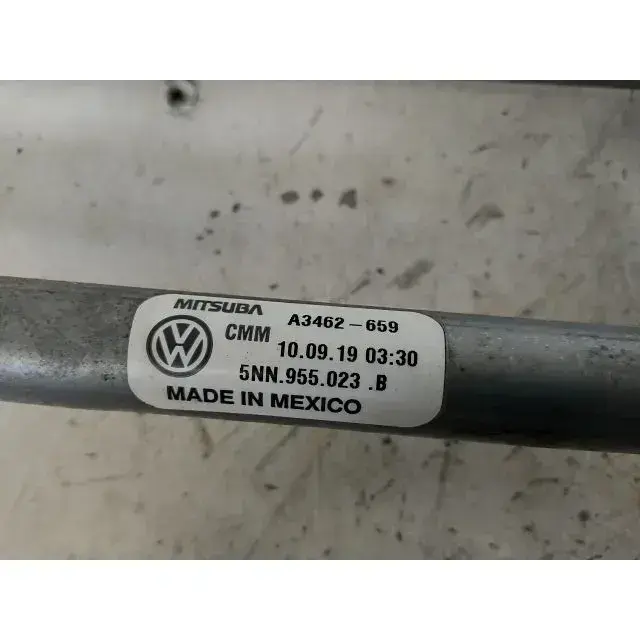 MITSUBA A3462-659
CMM 10.09.19 03:30
5NN.955.023 .B
MADE IN MEXICO